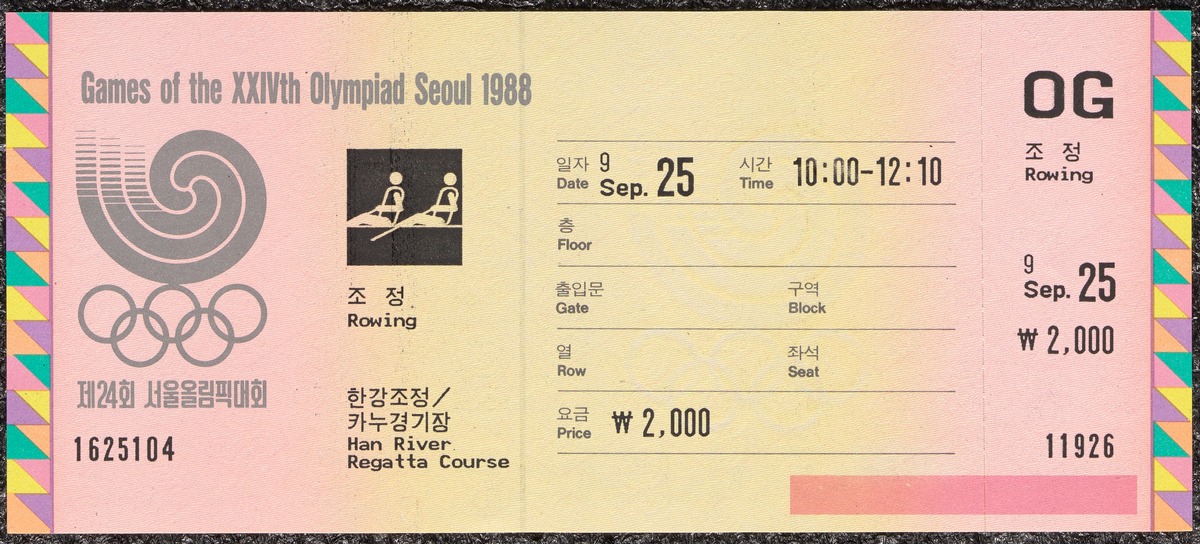 Games of the XXIVth Olympiad Seoul 1988
제24회 서울올림픽대회
1625104
조 정
Rowing
한강조정/
카누경기장
Han River
Regatta Course
일자 9 시간
Date Sep. 25 Time 10:00-12:10
층
Floor
출입문 구역
Gate Block
열 좌석
Row Seat
요금
Price ₩ 2,000
OG
조 정
Rowing
9
Sep. 25
₩ 2,000
11926